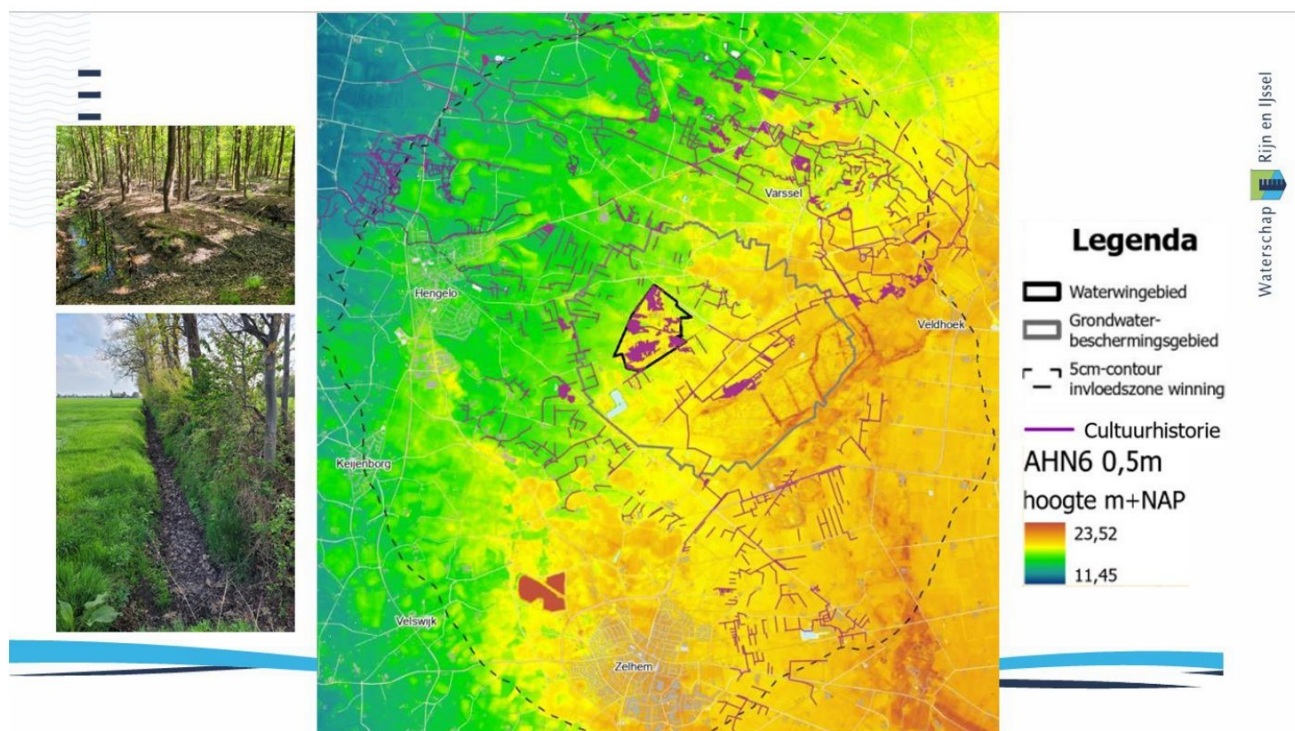 Varssel
Hengelo
Veldhoek
Keijenborg
Velswijk
Zelhem
Legenda
Waterwingebied
Grondwater-
beschermingsgebied
5cm-contour
invloedszone winning
Cultuurhistorie
AHN6 0,5m
hoogte m+NAP
23,52
11,45
Waterschap Rijn en IJssel